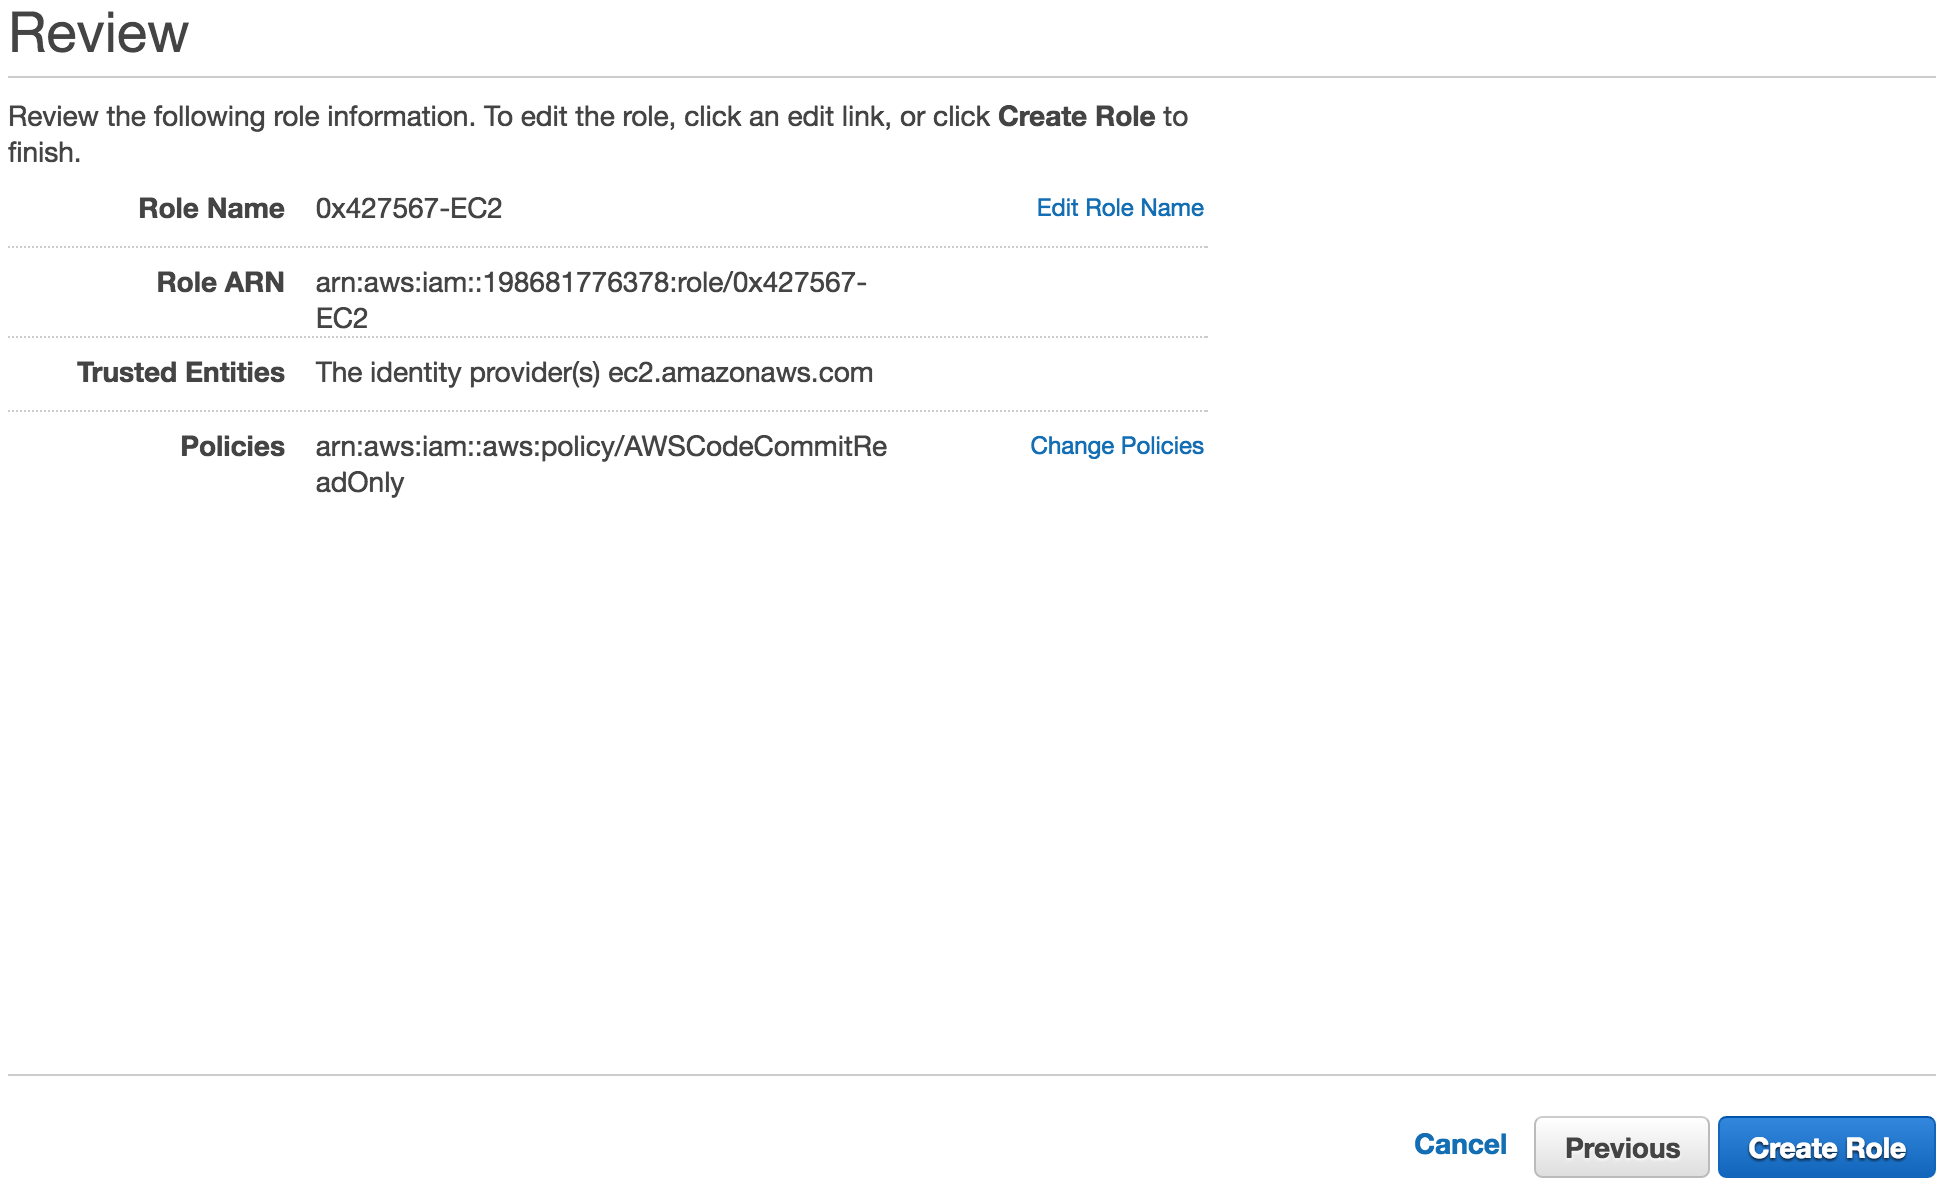 Review
Review the following role information. To edit the role, click an edit link, or click Create Role to
finish.
Role Name 0x427567-EC2 Edit Role Name
Role ARN arn:aws:iam::198681776378:role/0x427567-
EC2
Trusted Entities The identity provider(s) ec2.amazonaws.com
Policies arn:aws:iam::aws:policy/AWSCodeCommitRe Change Policies
adOnly
Cancel Previous Create Role